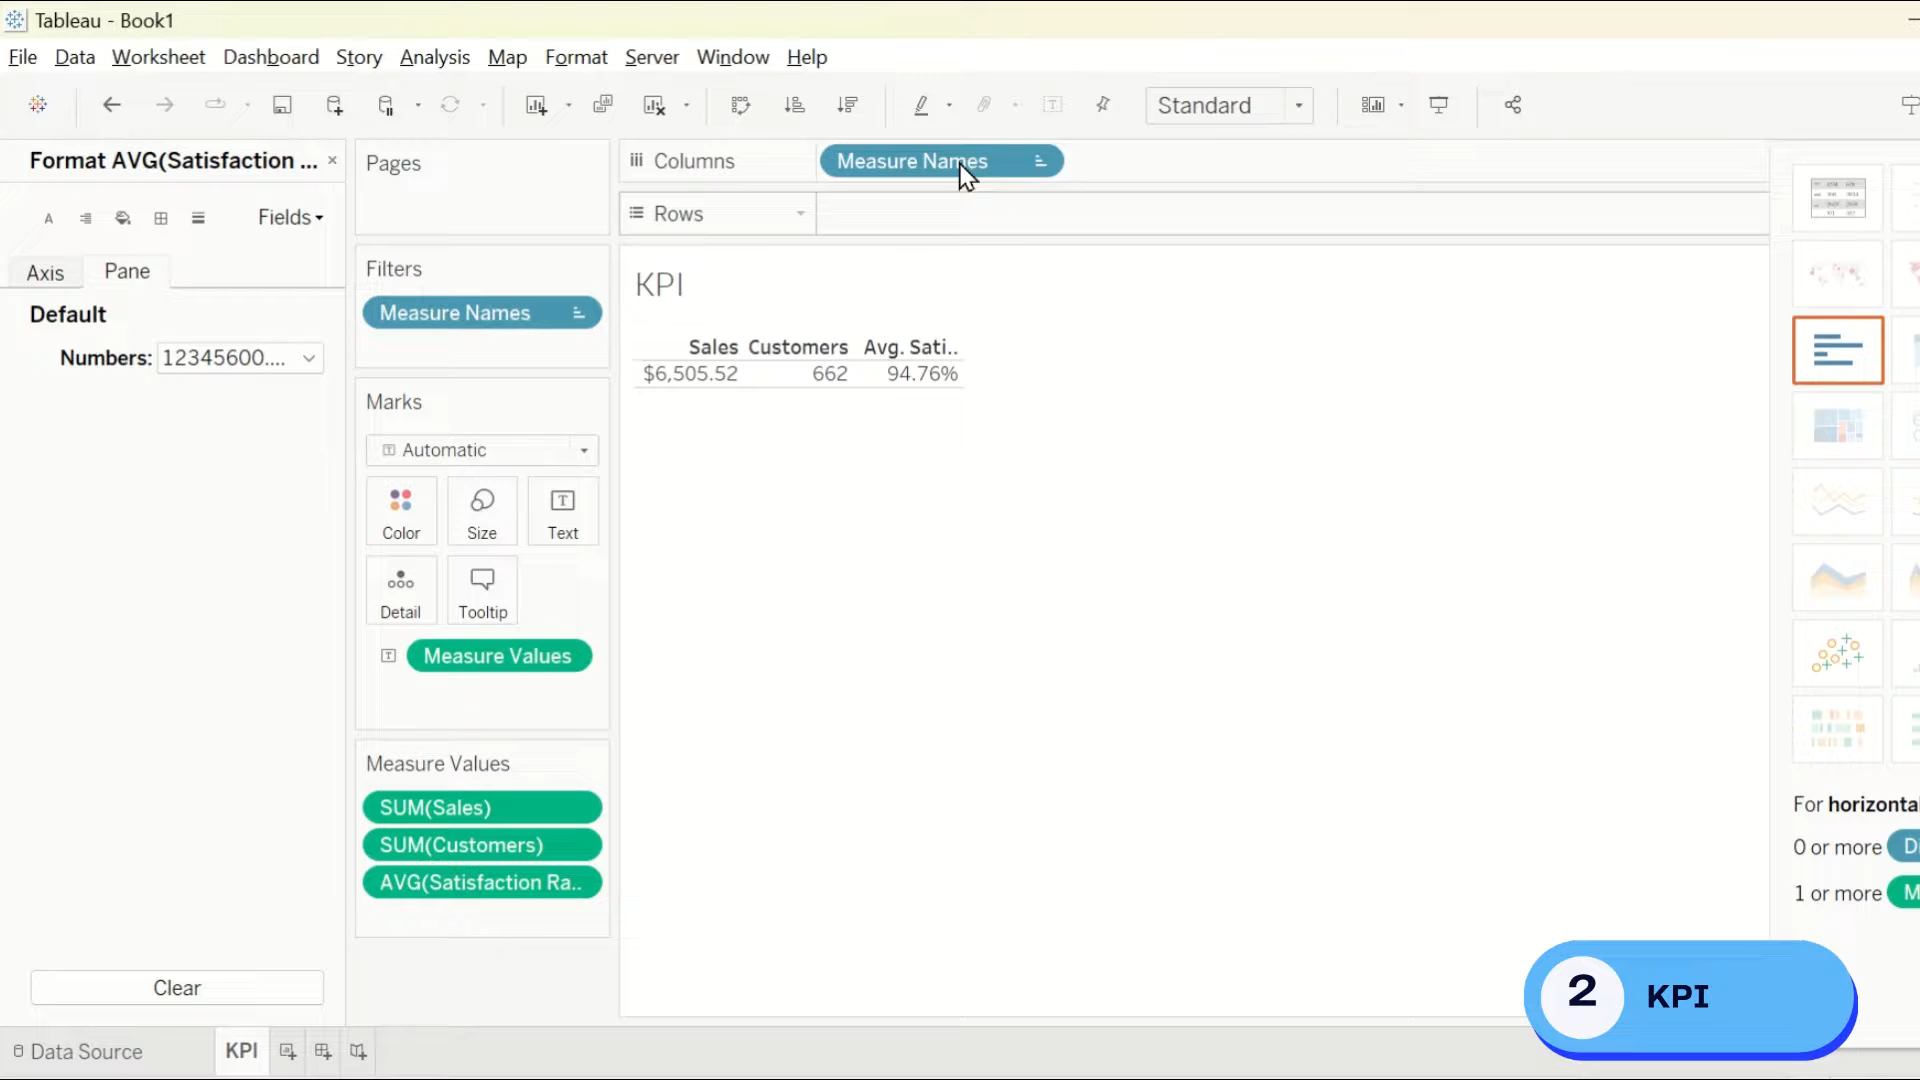 Tableau - Book1
File Data Worksheet Dashboard Story Analysis Map Format Server Window Help
Standard
Format AVG(Satisfaction ... ×
Fields
Axis Pane
Default
Numbers: 12345600....
Clear
Pages
Filters
Measure Names
Marks
Automatic
Color Size Text
Detail Tooltip
Measure Values
Measure Values
SUM(Sales)
SUM(Customers)
AVG(Satisfaction Ra..
Columns Measure Names
Rows
KPI
Sales Customers Avg. Sati..
$6,505.52 662 94.76%
For horizonta
0 or more D
1 or more M
2 KPI
Data Source KPI